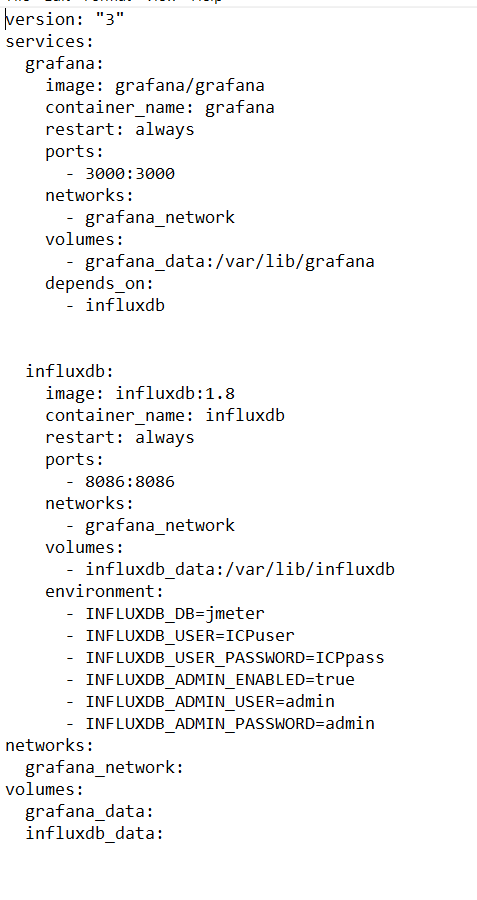 version: "3"
services:
  grafana:
    image: grafana/grafana
    container_name: grafana
    restart: always
    ports:
      - 3000:3000
    networks:
      - grafana_network
    volumes:
      - grafana_data:/var/lib/grafana
    depends_on:
      - influxdb
  influxdb:
    image: influxdb:1.8
    container_name: influxdb
    restart: always
    ports:
      - 8086:8086
    networks:
      - grafana_network
    volumes:
      - influxdb_data:/var/lib/influxdb
    environment:
      - INFLUXDB_DB=jmeter
      - INFLUXDB_USER=ICPuser
      - INFLUXDB_USER_PASSWORD=ICPpass
      - INFLUXDB_ADMIN_ENABLED=true
      - INFLUXDB_ADMIN_USER=admin
      - INFLUXDB_ADMIN_PASSWORD=admin
networks:
  grafana_network:
volumes:
  grafana_data:
  influxdb_data: